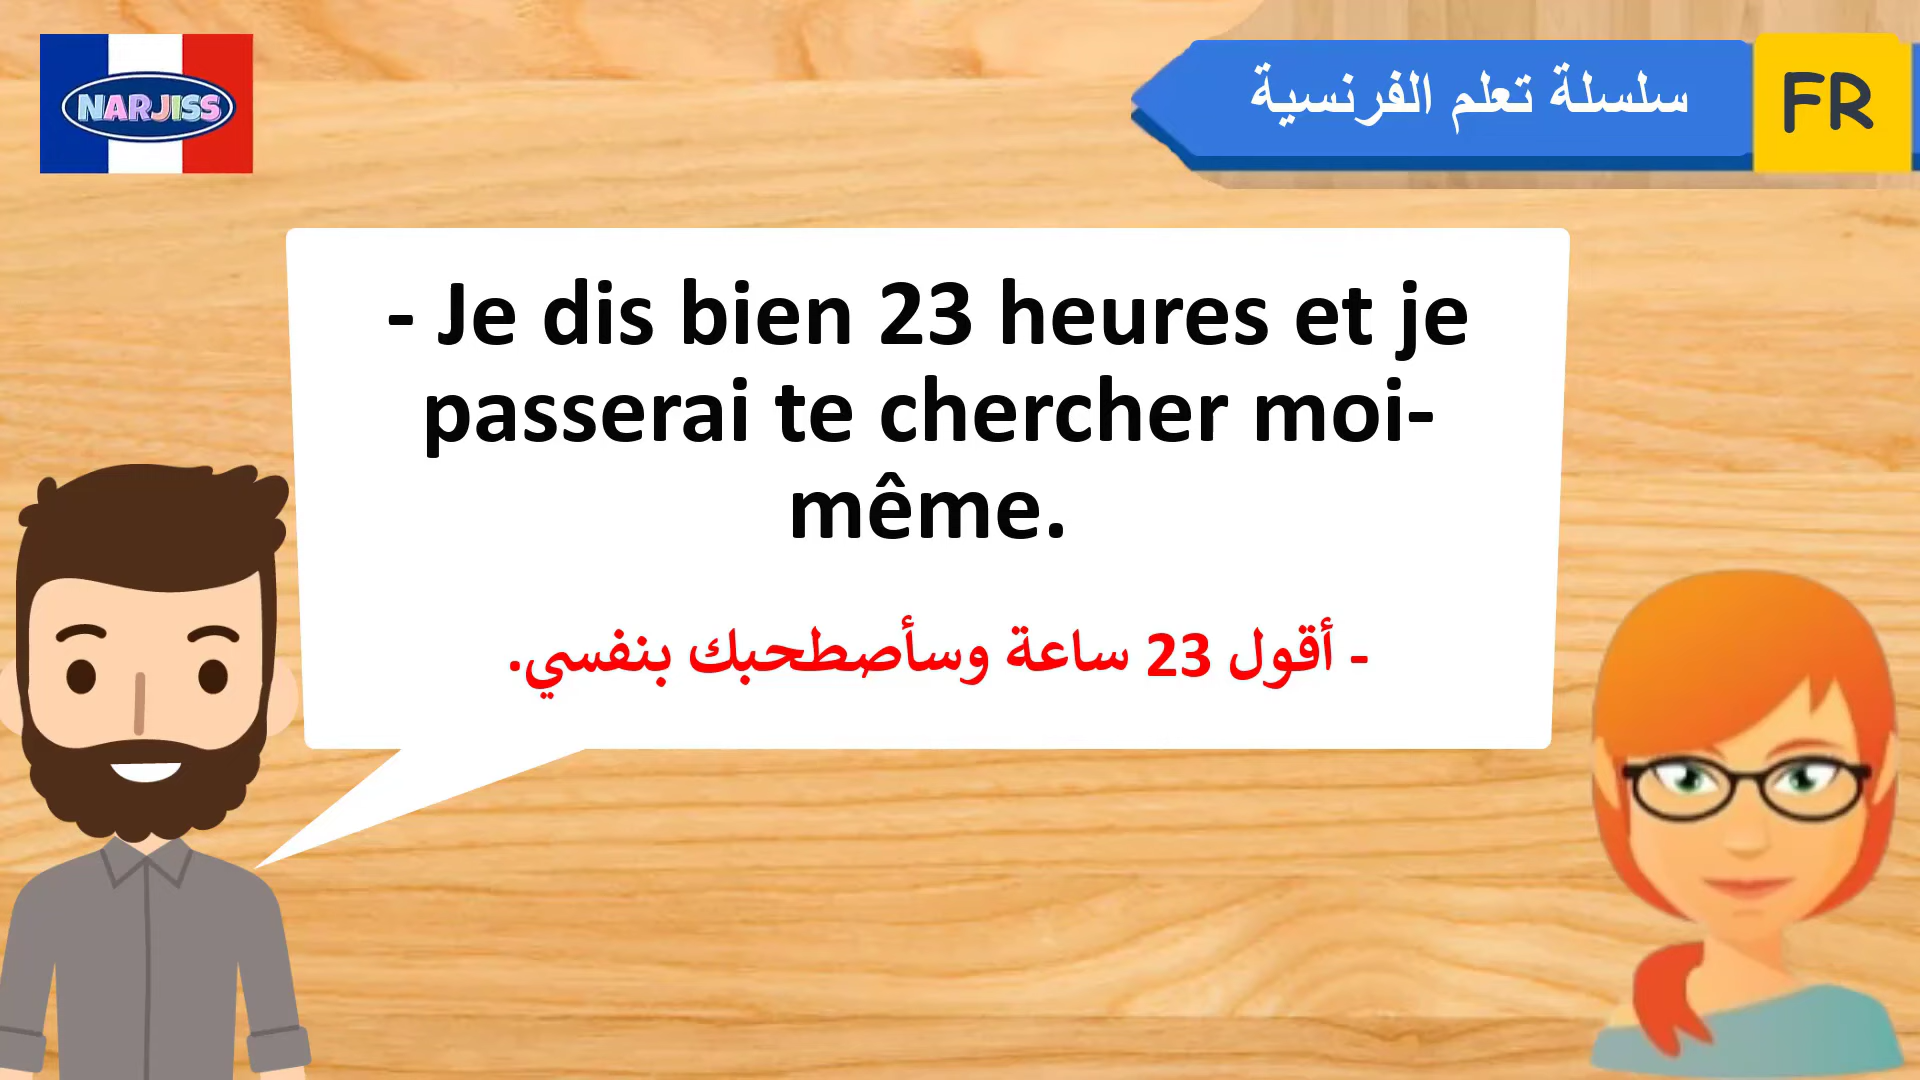 NARJISS
سلسلة تعلم الفرنسية
FR
- Je dis bien 23 heures et je
passerai te chercher moi-
même.
- أقول 23 ساعة وسأصطحبك بنفسي.